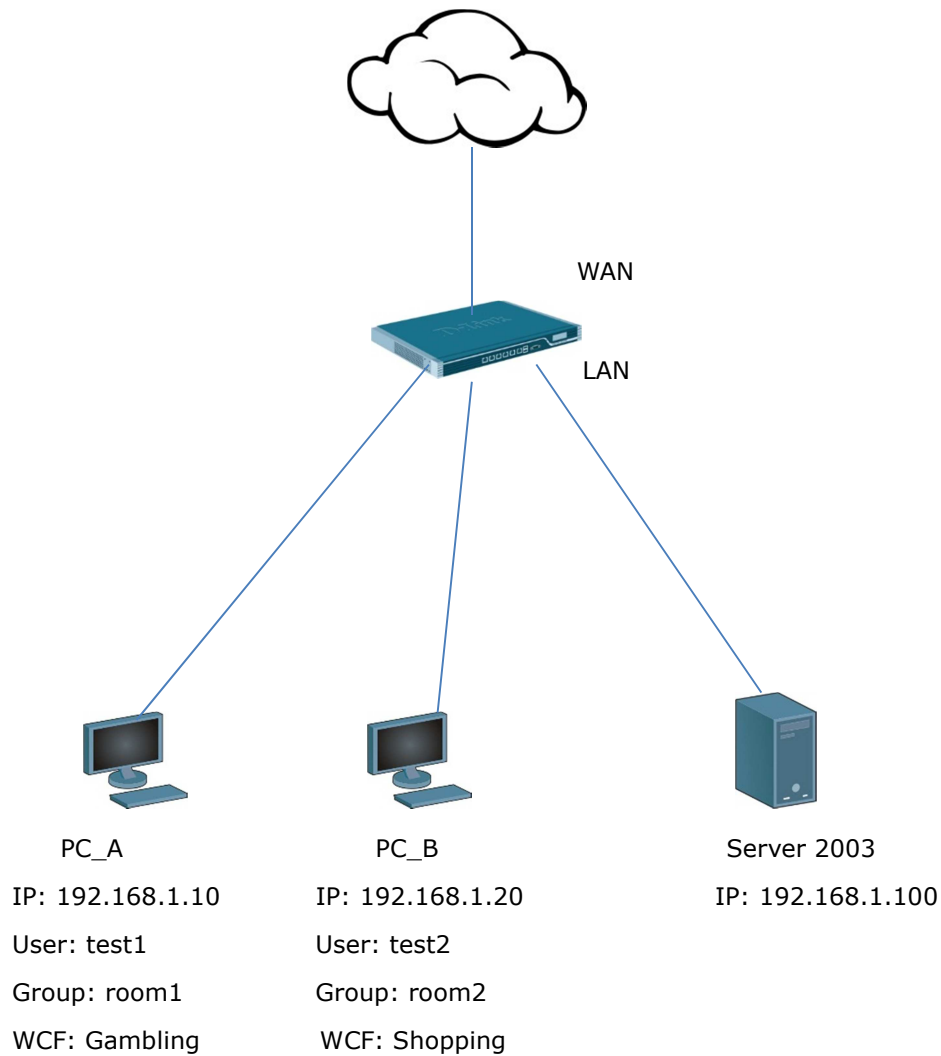 WAN
LAN
PC_A PC_B Server 2003
IP: 192.168.1.10 IP: 192.168.1.20 IP: 192.168.1.100
User: test1 User: test2
Group: room1 Group: room2
WCF: Gambling WCF: Shopping